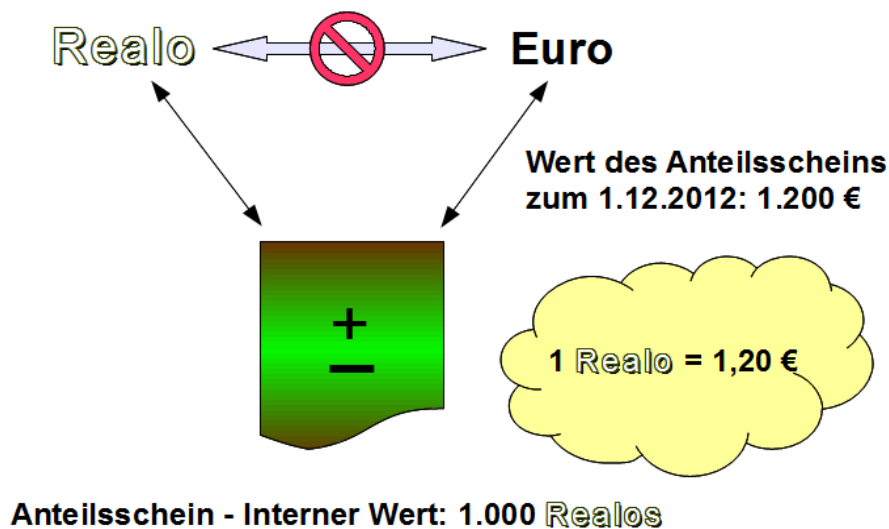 Realo
Euro
Wert des Anteilsscheins
zum 1.12.2012: 1.200 €
+
−
1 Realo = 1,20 €
Anteilsschein - Interner Wert: 1.000 Realos